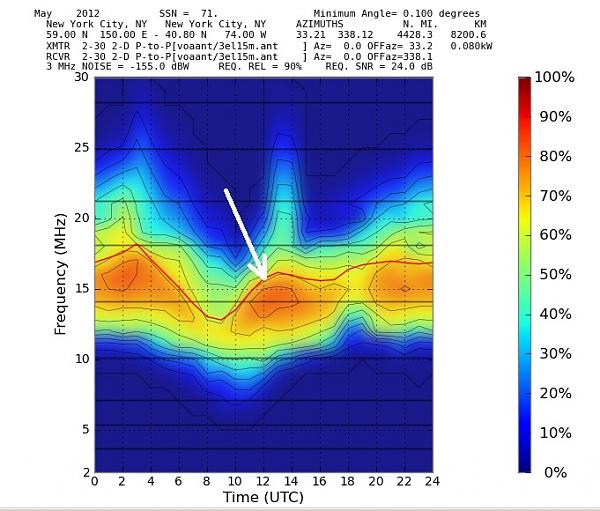 May 2012 SSN = 71. Minimum Angle= 0.100 degrees
New York City, NY New York City, NY AZIMUTHS N. MI. KM
59.00 N 150.00 E - 40.80 N 74.00 W 33.21 338.12 4428.3 8200.6
XMTR 2-30 2-D P-to-P[voaant/3el15m.ant ] Az= 0.0 OFFaz= 33.2 0.080kW
RCVR 2-30 2-D P-to-P[voaant/3el15m.ant ] Az= 0.0 OFFaz=338.1
3 MHz NOISE = -155.0 dBW REQ. REL = 90% REQ. SNR = 24.0 dB
30
25
20
15
10
5
2
Frequency (MHz)
0 2 4 6 8 10 12 14 16 18 20 22 24
Time (UTC)
100%
90%
80%
70%
60%
50%
40%
30%
20%
10%
0%